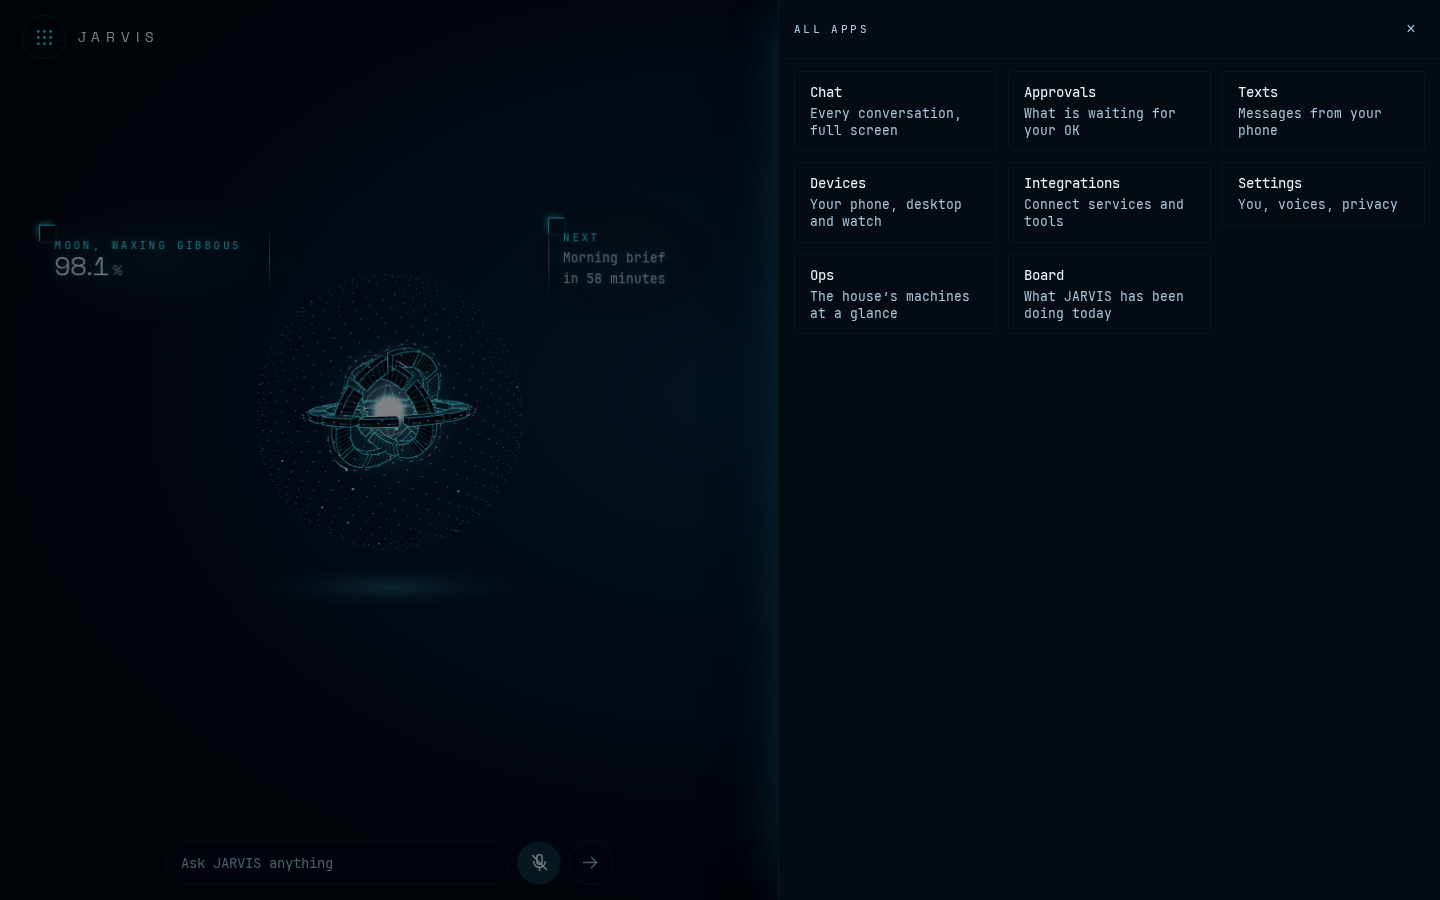 JARVIS
MOON, WAXING GIBBOUS
98.1 %
NEXT
Morning brief
in 58 minutes
Ask JARVIS anything
ALL APPS
×
Chat
Every conversation,
full screen
Approvals
What is waiting for
your OK
Texts
Messages from your
phone
Devices
Your phone, desktop
and watch
Integrations
Connect services and
tools
Settings
You, voices, privacy
Ops
The house's machines
at a glance
Board
What JARVIS has been
doing today